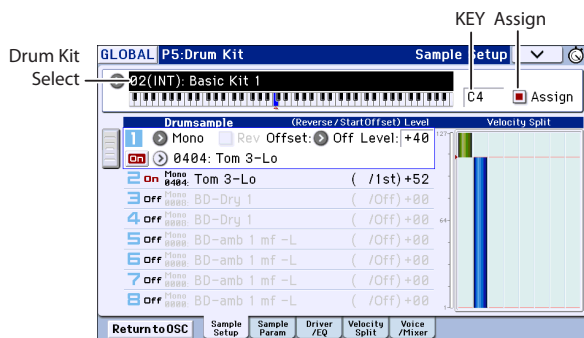 KEY Assign
Drum Kit
Select
GLOBAL P5:Drum Kit Sample Setup
02(INT): Basic Kit 1
C4 Assign
Drumsample (Reverse/StartOffset) Level Velocity Split
1 Mono Rev Offset: Off Level: +40 127
On 0404: Tom 3-Lo
2 On Mono 0404: Tom 3-Lo ( /1st) +52
3 Off Mono 0000: BD-Dry 1 ( /Off) +00
4 Off Mono 0000: BD-Dry 1 ( /Off) +00 64
5 Off Mono BD-amb 1 mf -L ( /Off) +00
6 Off Mono BD-amb 1 mf -L ( /Off) +00
7 Off Mono BD-amb 1 mf -L ( /Off) +00
8 Off Mono BD-amb 1 mf -L ( /Off) +00 1
Return to OSC Sample Setup Sample Param Driver /EQ Velocity Split Voice /Mixer